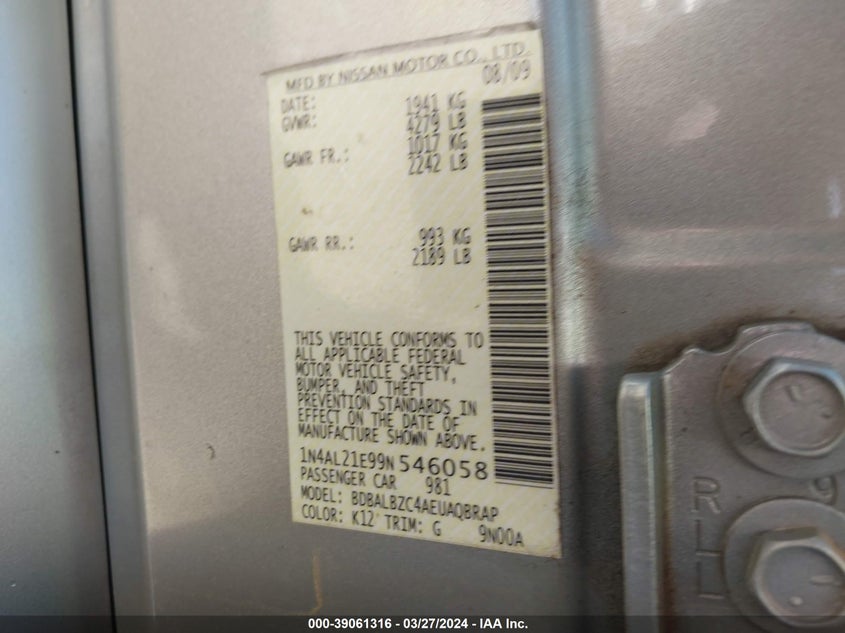 MFD BY NISSAN MOTOR CO., LTD.
DATE: 08/09
GVWR: 1941 KG
4279 LB
GAWR FR.: 1017 KG
2242 LB
GAWR RR.: 993 KG
2189 LB
THIS VEHICLE CONFORMS TO
ALL APPLICABLE FEDERAL
MOTOR VEHICLE SAFETY,
BUMPER, AND THEFT
PREVENTION STANDARDS IN
EFFECT ON THE DATE OF
MANUFACTURE SHOWN ABOVE.
1N4AL21E99N546058
PASSENGER CAR 981
MODEL: BDBALBZC4AEUAQBRAP
COLOR: K12 TRIM: G 9N00A
9
RLL
000-39061316 - 03/27/2024 - IAA Inc.